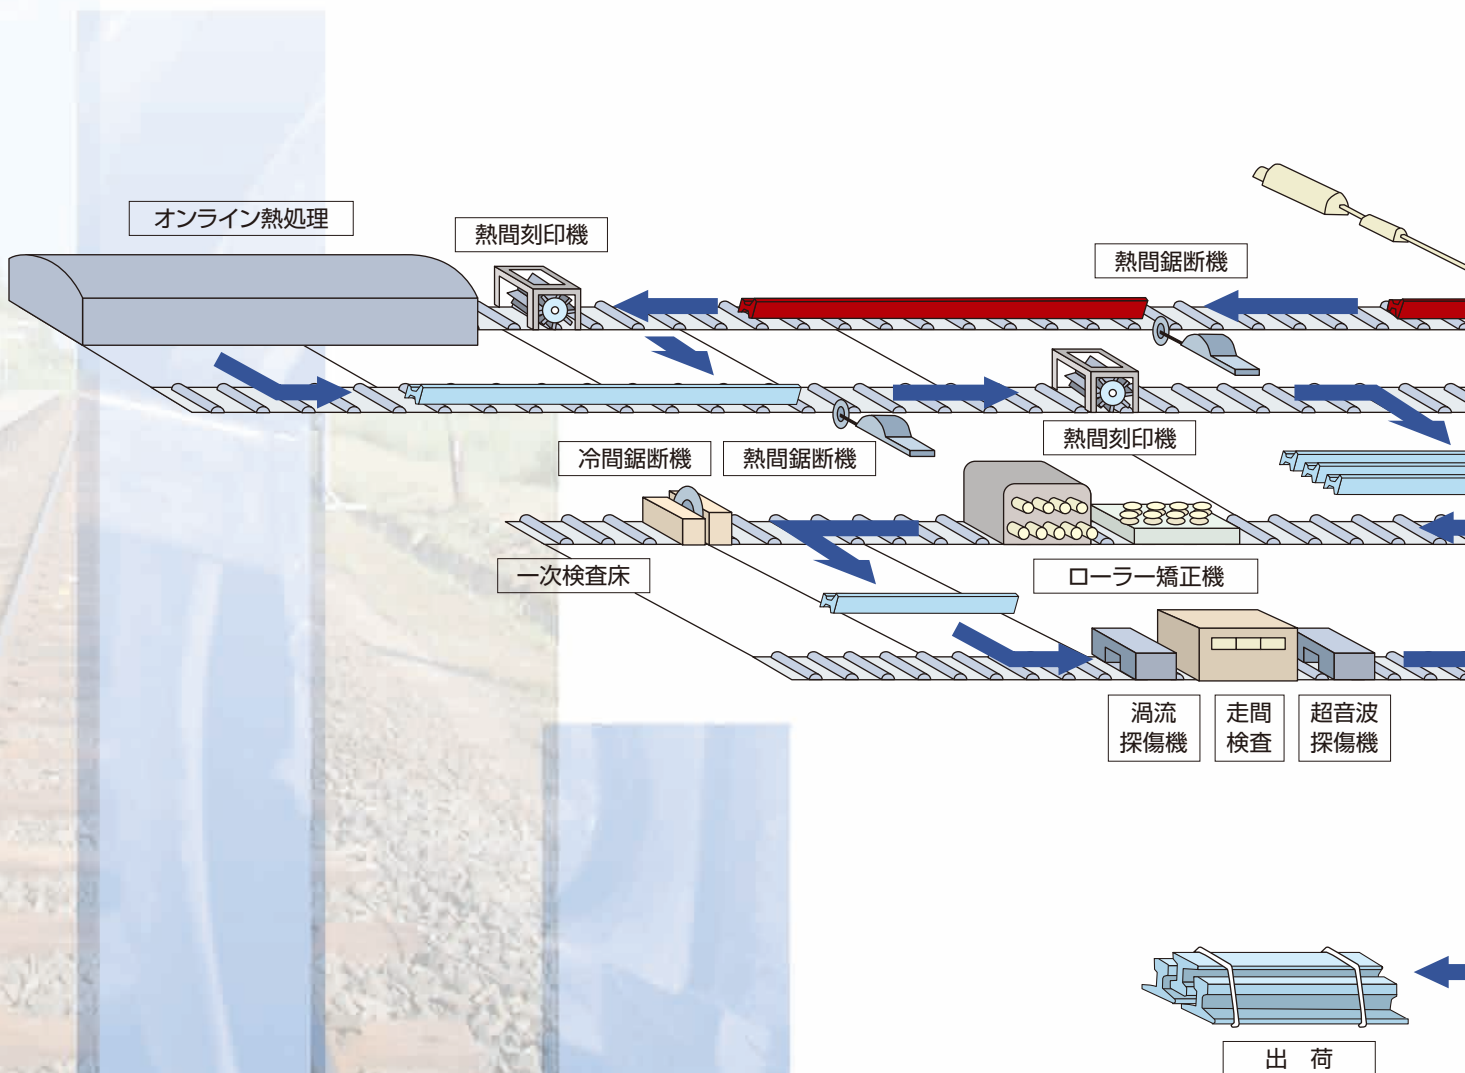 オンライン熱処理
熱間刻印機
熱間鋸断機
熱間刻印機
冷間鋸断機
熱間鋸断機
一次検査床
ローラー矯正機
渦流
探傷機
走間
検査
超音波
探傷機
出 荷